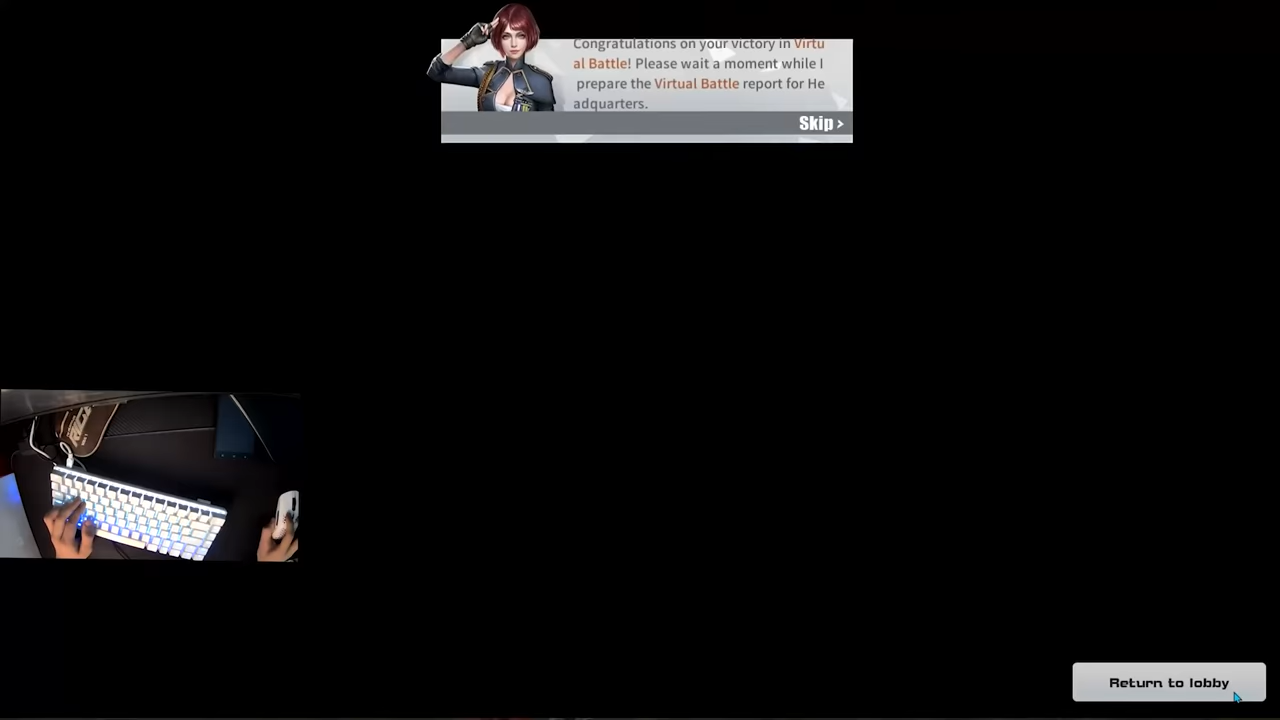 Congratulations on your victory in Virtu
al Battle! Please wait a moment while I
prepare the Virtual Battle report for He
adquarters.
Skip >
Return to lobby